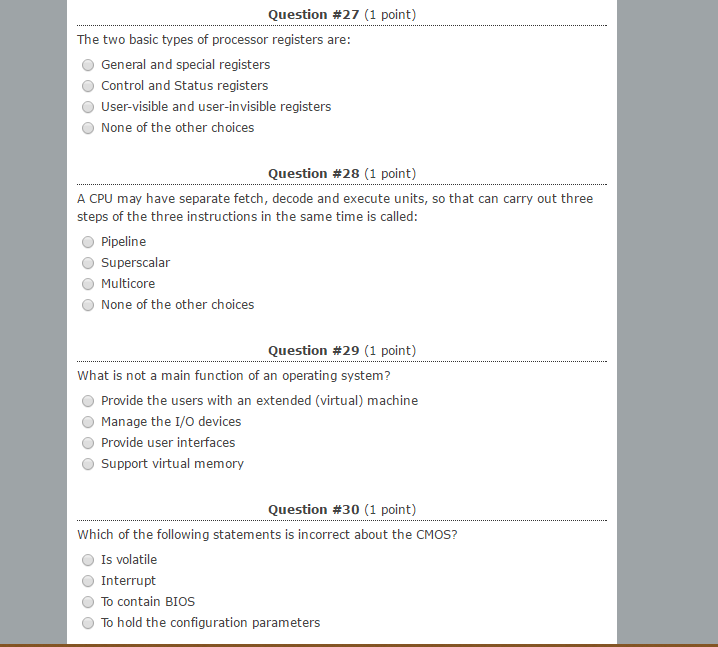 Question #27 (1 point)
The two basic types of processor registers are:
General and special registers
Control and Status registers
User-visible and user-invisible registers
None of the other choices
Question #28 (1 point)
A CPU may have separate fetch, decode and execute units, so that can carry out three
steps of the three instructions in the same time is called:
Pipeline
Superscalar
Multicore
None of the other choices
Question #29 (1 point)
What is not a main function of an operating system?
Provide the users with an extended (virtual) machine
Manage the I/O devices
Provide user interfaces
Support virtual memory
Question #30 (1 point)
Which of the following statements is incorrect about the CMOS?
Is volatile
Interrupt
To contain BIOS
To hold the configuration parameters